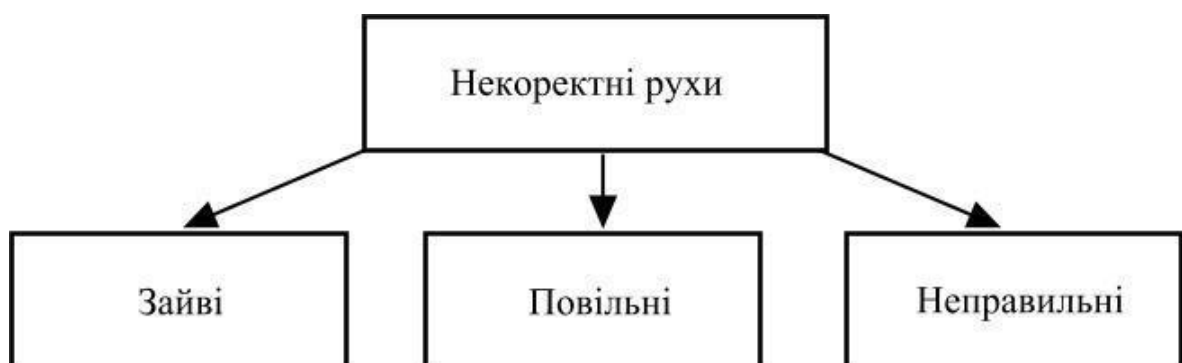 Некоректні рухи
Зайві
Повільні
Неправильні